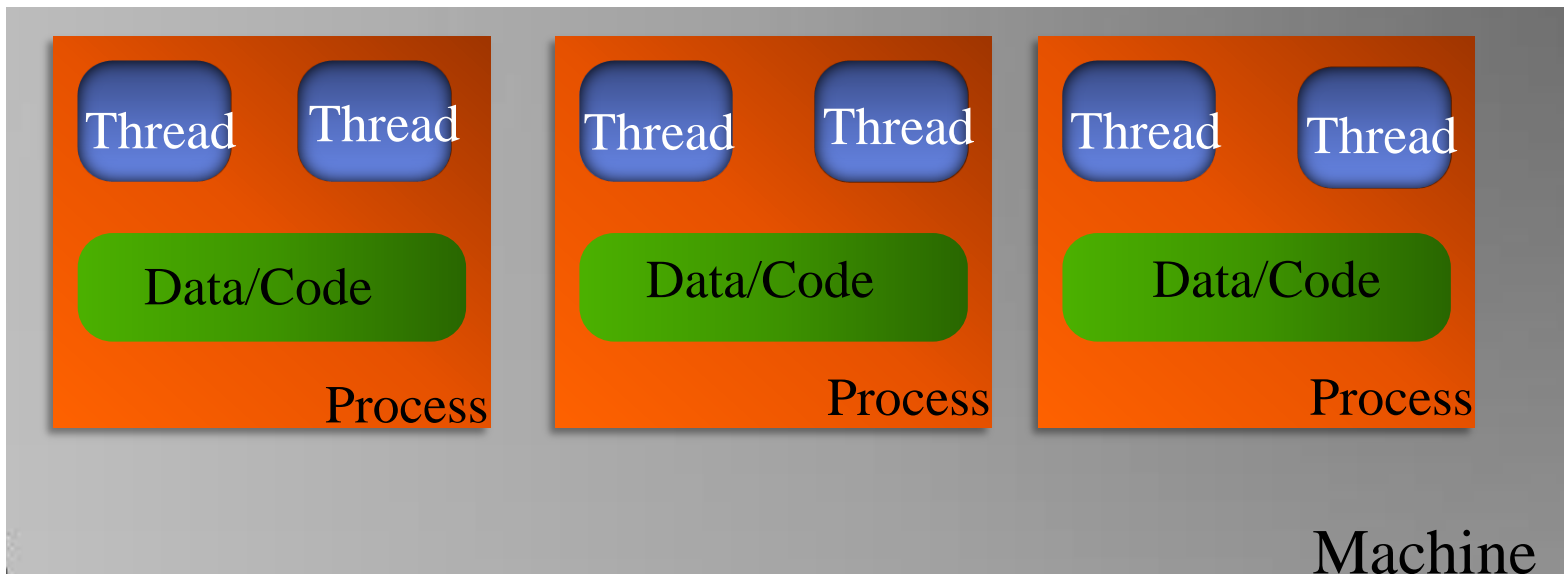 Thread Thread
Data/Code
Process
Thread Thread
Data/Code
Process
Thread Thread
Data/Code
Process
Machine